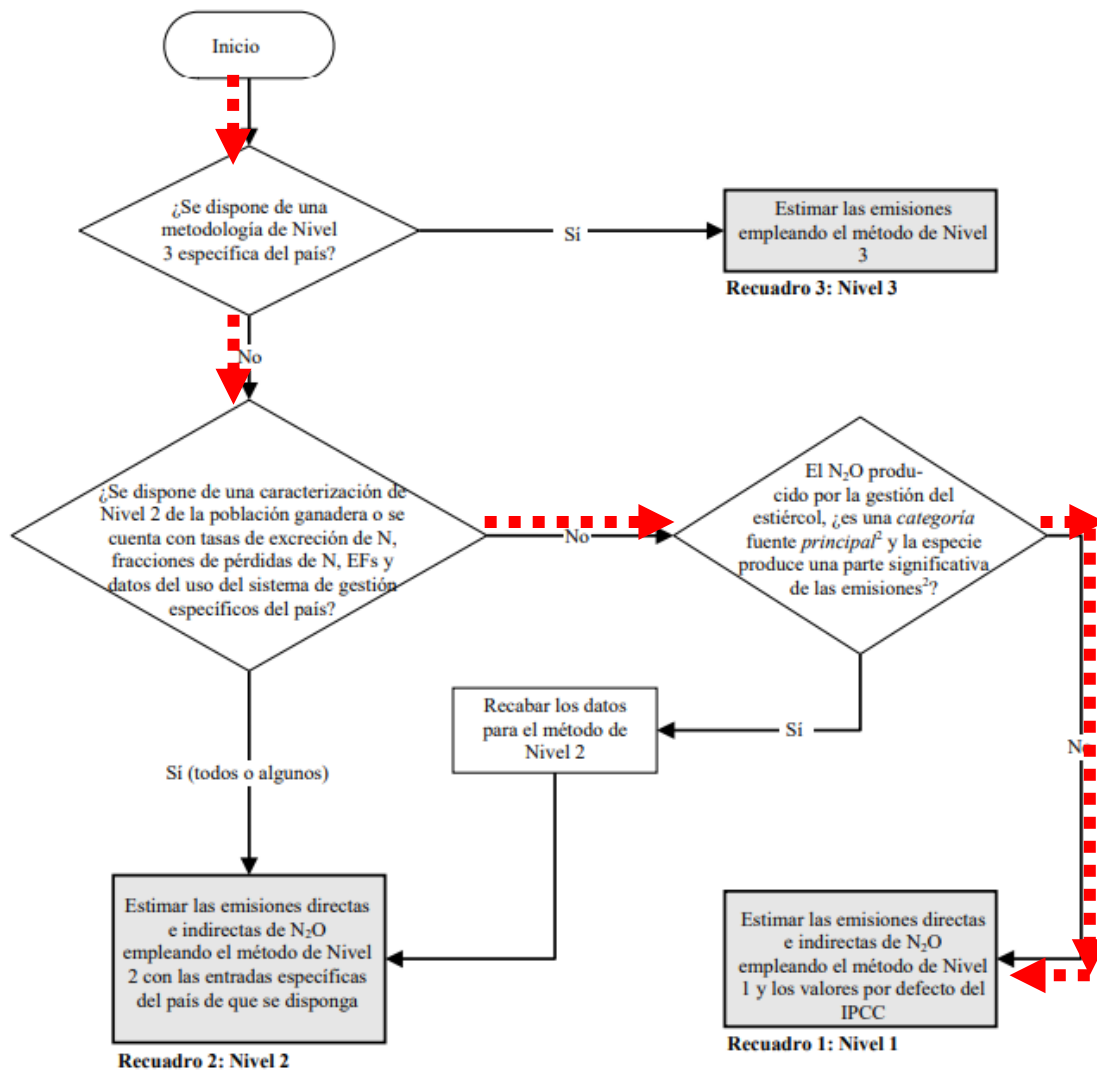 Inicio
¿Se dispone de una
metodología de Nivel
3 específica del país?
Sí
Estimar las emisiones
empleando el método de Nivel
3
Recuadro 3: Nivel 3
No
¿Se dispone de una caracterización de
Nivel 2 de la población ganadera o se
cuenta con tasas de excreción de N,
fracciones de pérdidas de N, EFs y
datos del uso del sistema de gestión
específicos del país?
No
El N₂O produ-
cido por la gestión del
estiércol, ¿es una categoría
fuente principal² y la especie
produce una parte significativa
de las emisiones²?
Recabar los datos
para el método de
Nivel 2
Sí
No
Sí (todos o algunos)
Estimar las emisiones directas
e indirectas de N₂O
empleando el método de Nivel
2 con las entradas específicas
del país de que se disponga
Recuadro 2: Nivel 2
Estimar las emisiones directas
e indirectas de N₂O
empleando el método de Nivel
1 y los valores por defecto del
IPCC
Recuadro 1: Nivel 1